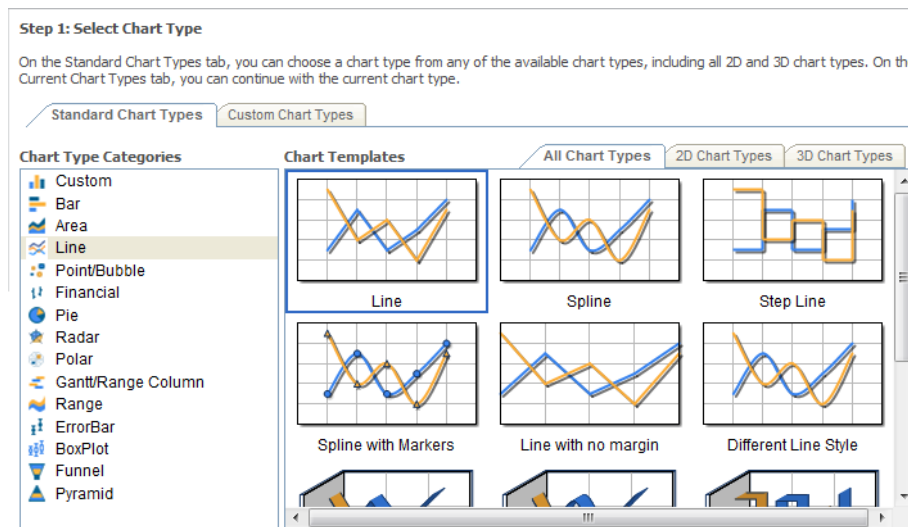 Step 1: Select Chart Type
On the Standard Chart Types tab, you can choose a chart type from any of the available chart types, including all 2D and 3D chart types. On th
Current Chart Types tab, you can continue with the current chart type.
Standard Chart Types
Custom Chart Types
Chart Type Categories
Custom
Bar
Area
Line
Point/Bubble
Financial
Pie
Radar
Polar
Gantt/Range Column
Range
ErrorBar
BoxPlot
Funnel
Pyramid
Chart Templates
All Chart Types
2D Chart Types
3D Chart Types
Line
Spline
Step Line
Spline with Markers
Line with no margin
Different Line Style